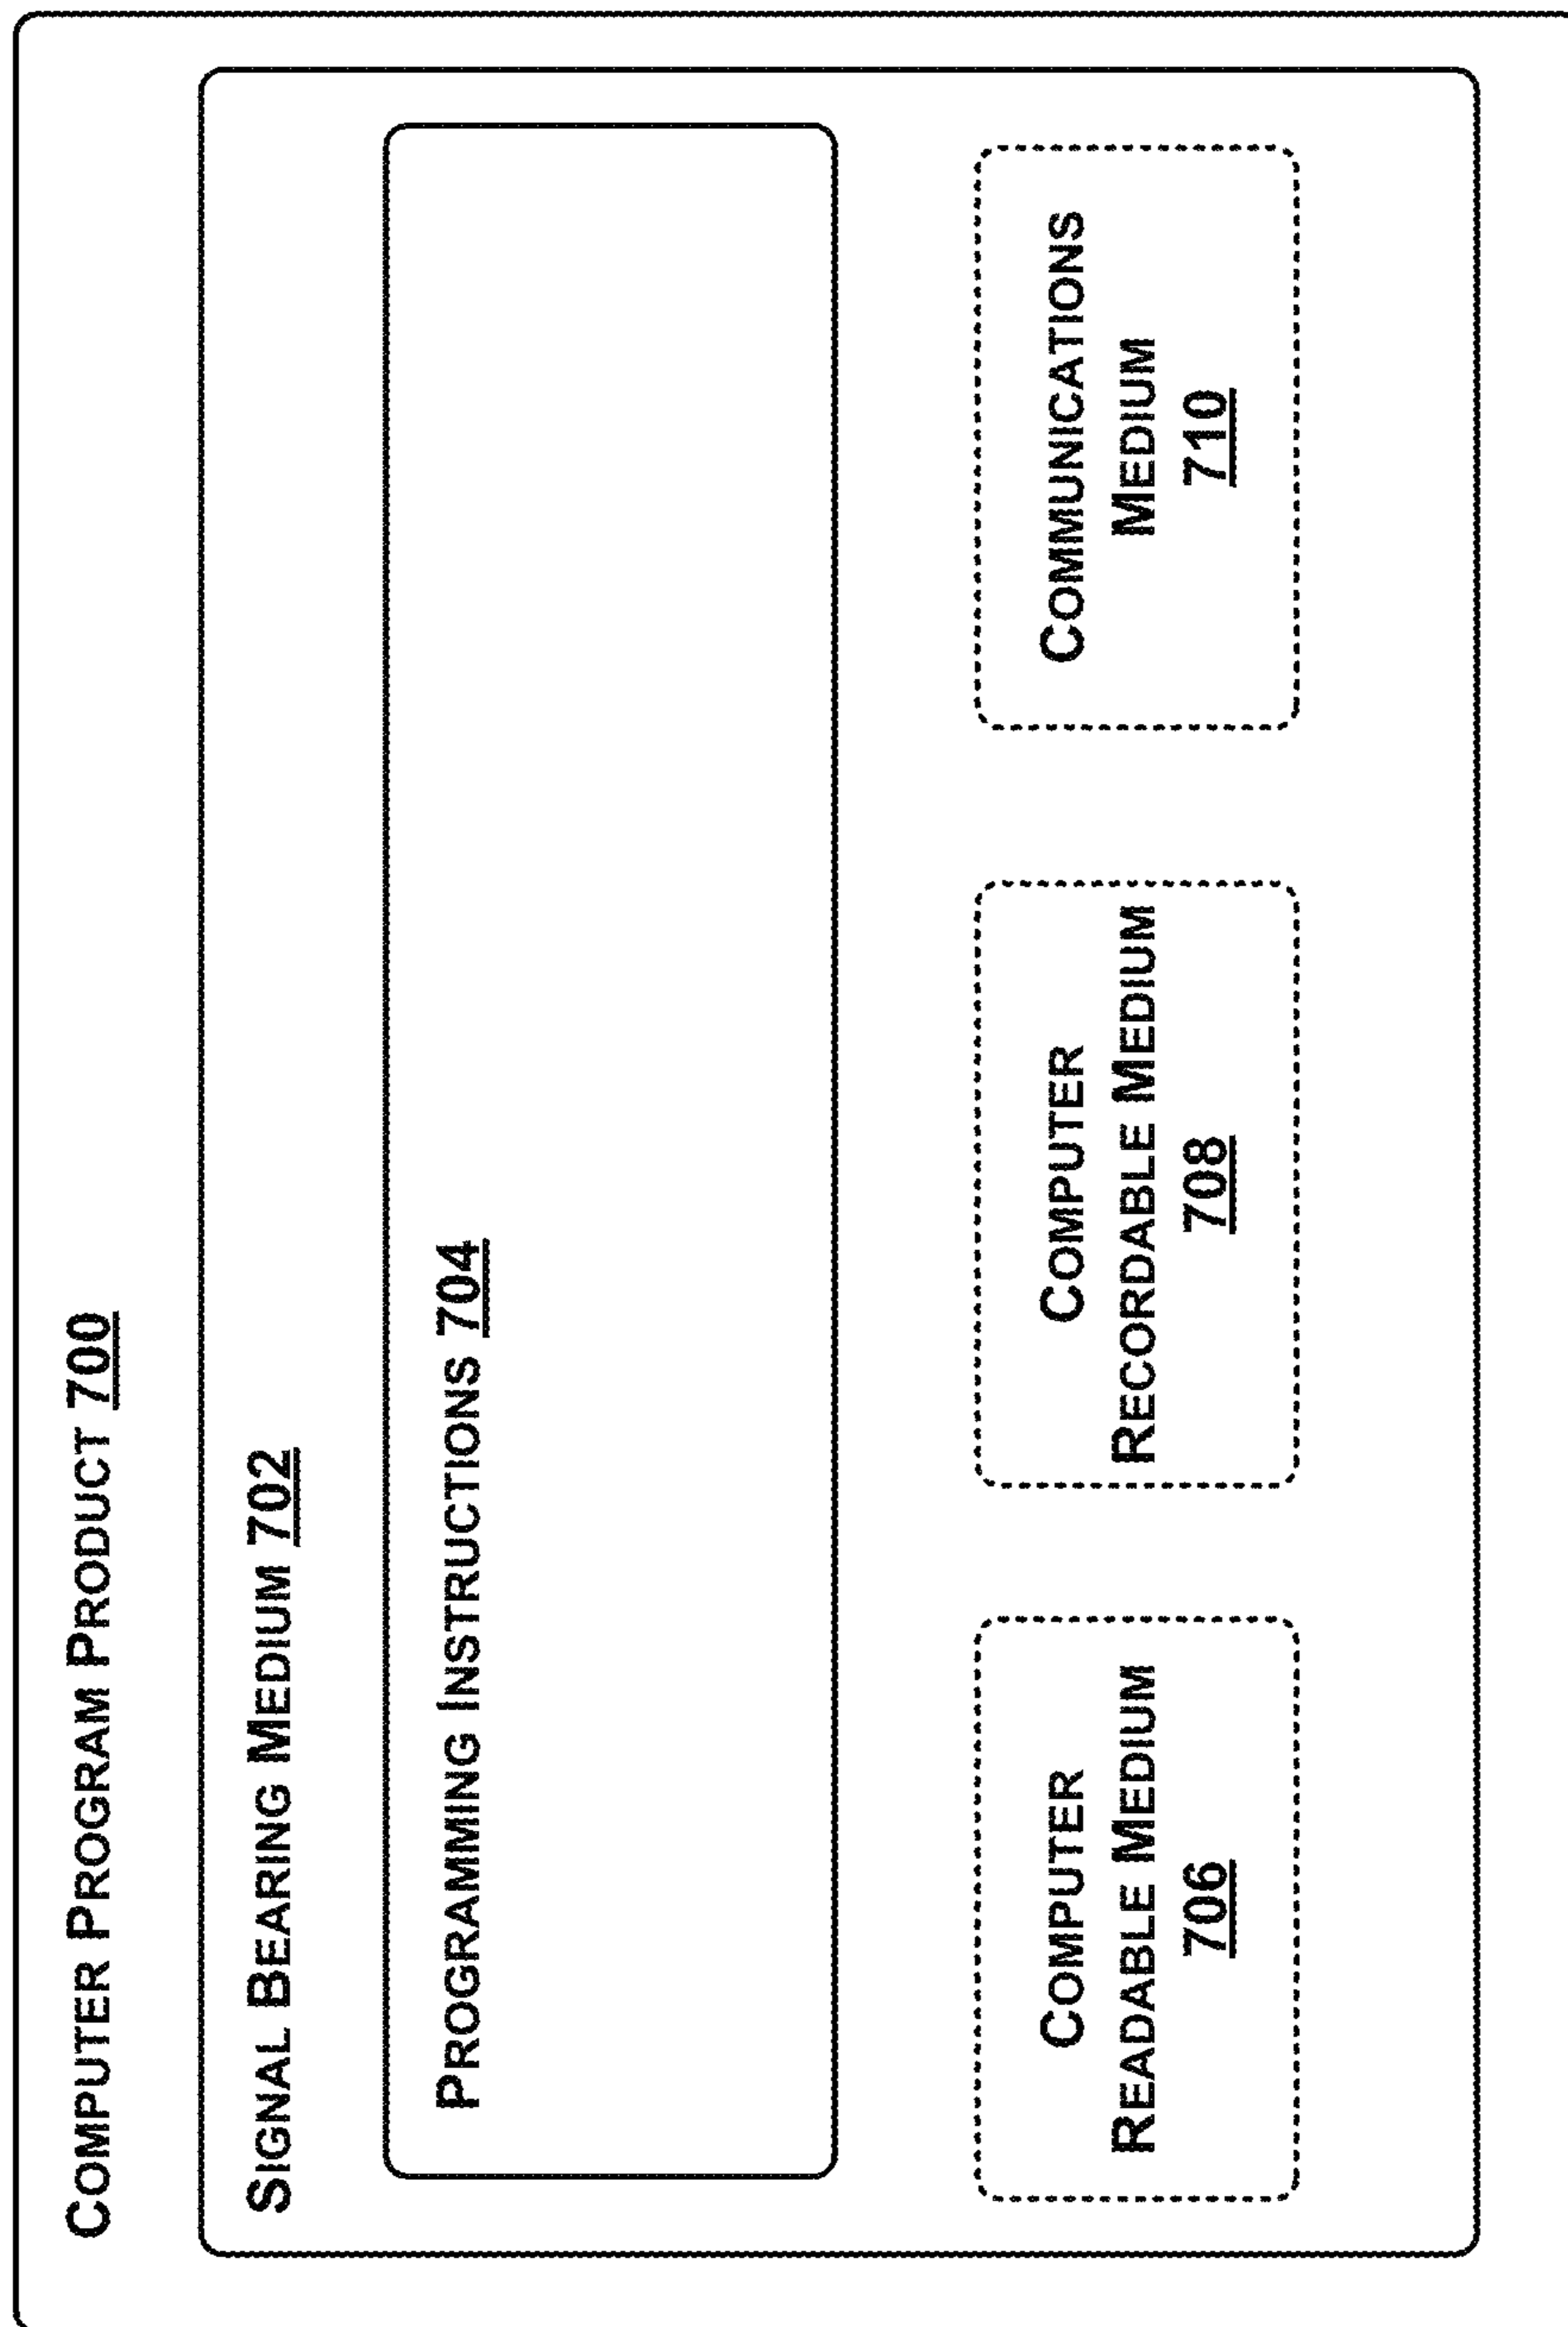 COMPUTER PROGRAM PRODUCT 700
SIGNAL BEARING MEDIUM 702
PROGRAMMING INSTRUCTIONS 704
COMPUTER
READABLE MEDIUM
706
COMPUTER
RECORDABLE MEDIUM
708
COMMUNICATIONS
MEDIUM
710